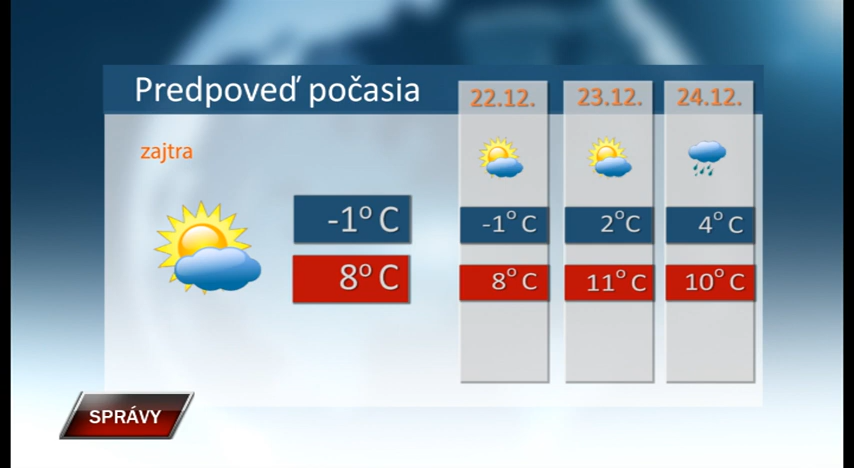 Predpoveď počasia
zajtra
-1° C
8° C
22.12.
23.12.
24.12.
-1° C
2°C
4° C
8° C
11° C
10° C
SPRÁVY